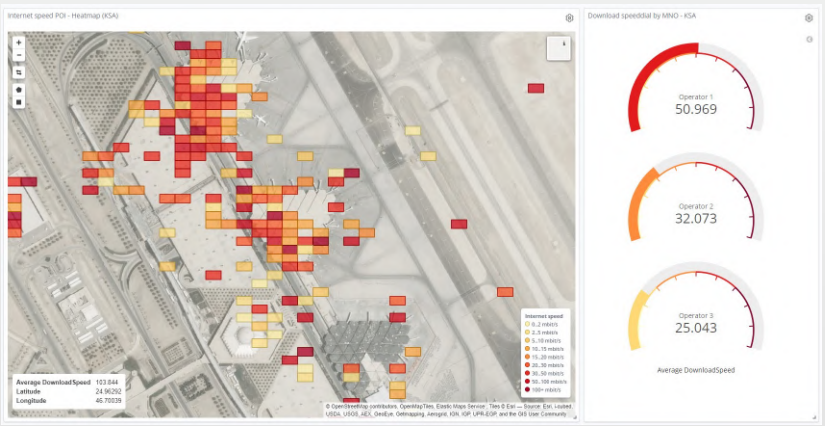 Internet speed POI - Heatmap (KSA)
Download speeddial by MNO - KSA
Operator 1
50.969
Operator 2
32.073
Operator 3
25.043
Average DownloadSpeed
Internet speed
0..2 mbit/s
2..5 mbit/s
5..10 mbit/s
10..15 mbit/s
15..20 mbit/s
20..30 mbit/s
30..50 mbit/s
50..100 mbit/s
100+ mbit/s
Average DownloadSpeed 103.844
Latitude 24.96292
Longitude 46.70039
© OpenStreetMap contributors, OpenMapTiles, Elastic Maps Service, Tiles © Esri — Source: Esri, i-cubed,
USDA, USGS, AEX, GeoEye, Getmapping, Aerogrid, IGN, IGP, UPR-EGP, and the GIS User Community